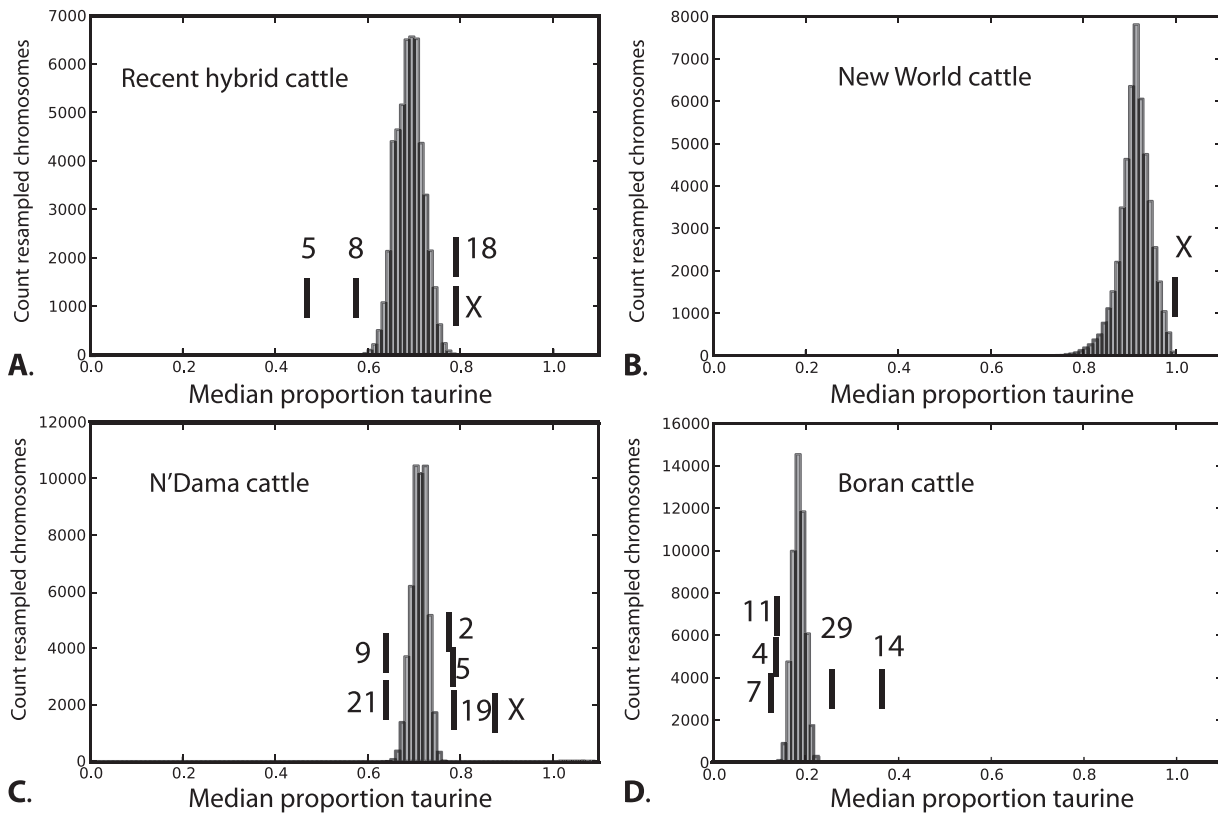 Recent hybrid cattle
Count resampled chromosomes
7000
6000
5000
4000
3000
2000
1000
0
5
8
18
X
0.0 0.2 0.4 0.6 0.8 1.0
Median proportion taurine
A.
New World cattle
Count resampled chromosomes
8000
7000
6000
5000
4000
3000
2000
1000
0
X
0.0 0.2 0.4 0.6 0.8 1.0
Median proportion taurine
B.
N'Dama cattle
Count resampled chromosomes
12000
10000
8000
6000
4000
2000
0
9
21
2
5
19
X
0.0 0.2 0.4 0.6 0.8 1.0
Median proportion taurine
C.
Boran cattle
Count resampled chromosomes
16000
14000
12000
10000
8000
6000
4000
2000
0
11
4
7
29
14
0.0 0.2 0.4 0.6 0.8 1.0
Median proportion taurine
D.